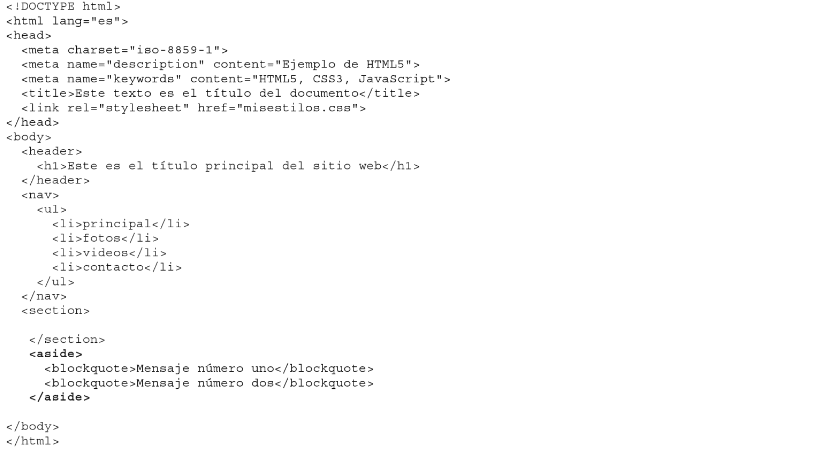 <!DOCTYPE html>
<html lang="es">
<head>
<meta charset="iso-8859-1">
<meta name="description" content="Ejemplo de HTML5">
<meta name="keywords" content="HTML5, CSS3, JavaScript">
<title>Este texto es el título del documento</title>
<link rel="stylesheet" href="misestilos.css">
</head>
<body>
<header>
<h1>Este es el título principal del sitio web</h1>
</header>
<nav>
<ul>
<li>principal</li>
<li>fotos</li>
<li>videos</li>
<li>contacto</li>
</ul>
</nav>
<section>
</section>
<aside>
<blockquote>Mensaje número uno</blockquote>
<blockquote>Mensaje número dos</blockquote>
</aside>
</body>
</html>